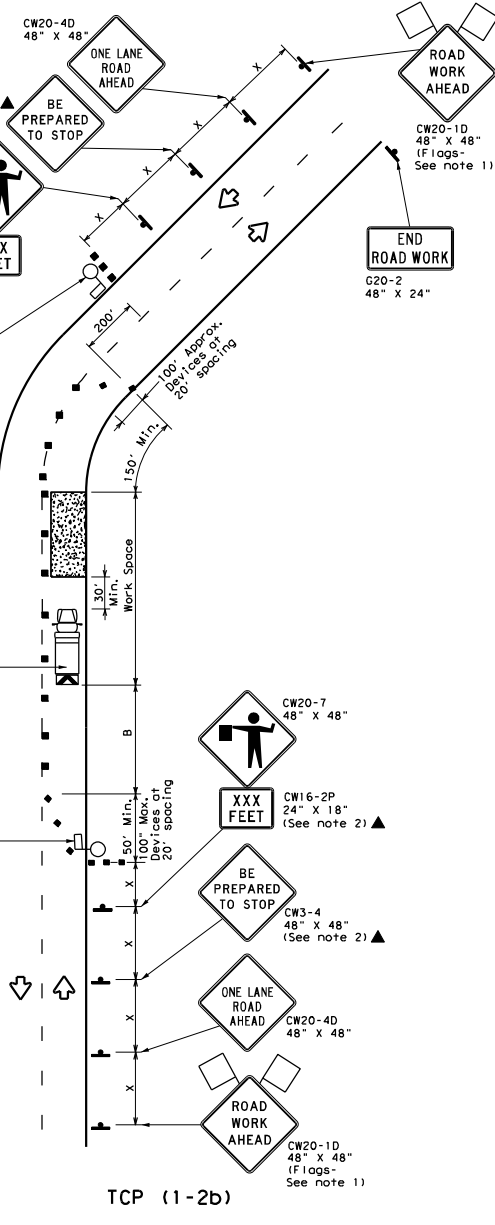 CW20-4D
48" X 48"
ONE LANE
ROAD
AHEAD
X
ROAD
WORK
AHEAD
CW20-1D
48" X 48"
(Flags-
See note 1)
BE
PREPARED
TO STOP
X
X
X
END
ROAD WORK
G20-2
48" X 24"
200'
100' Approx.
Devices at
20' spacing
150' Min.
Work Space
30'
Min.
B
50' Min.
100" Max.
Devices at
20' spacing
X
X
X
X
CW20-7
48" X 48"
XXX
FEET
CW16-2P
24" X 18"
(See note 2)
BE
PREPARED
TO STOP
CW3-4
48" X 48"
(See note 2)
ONE LANE
ROAD
AHEAD
CW20-4D
48" X 48"
ROAD
WORK
AHEAD
CW20-1D
48" X 48"
(Flags-
See note 1)
TCP (1-2b)